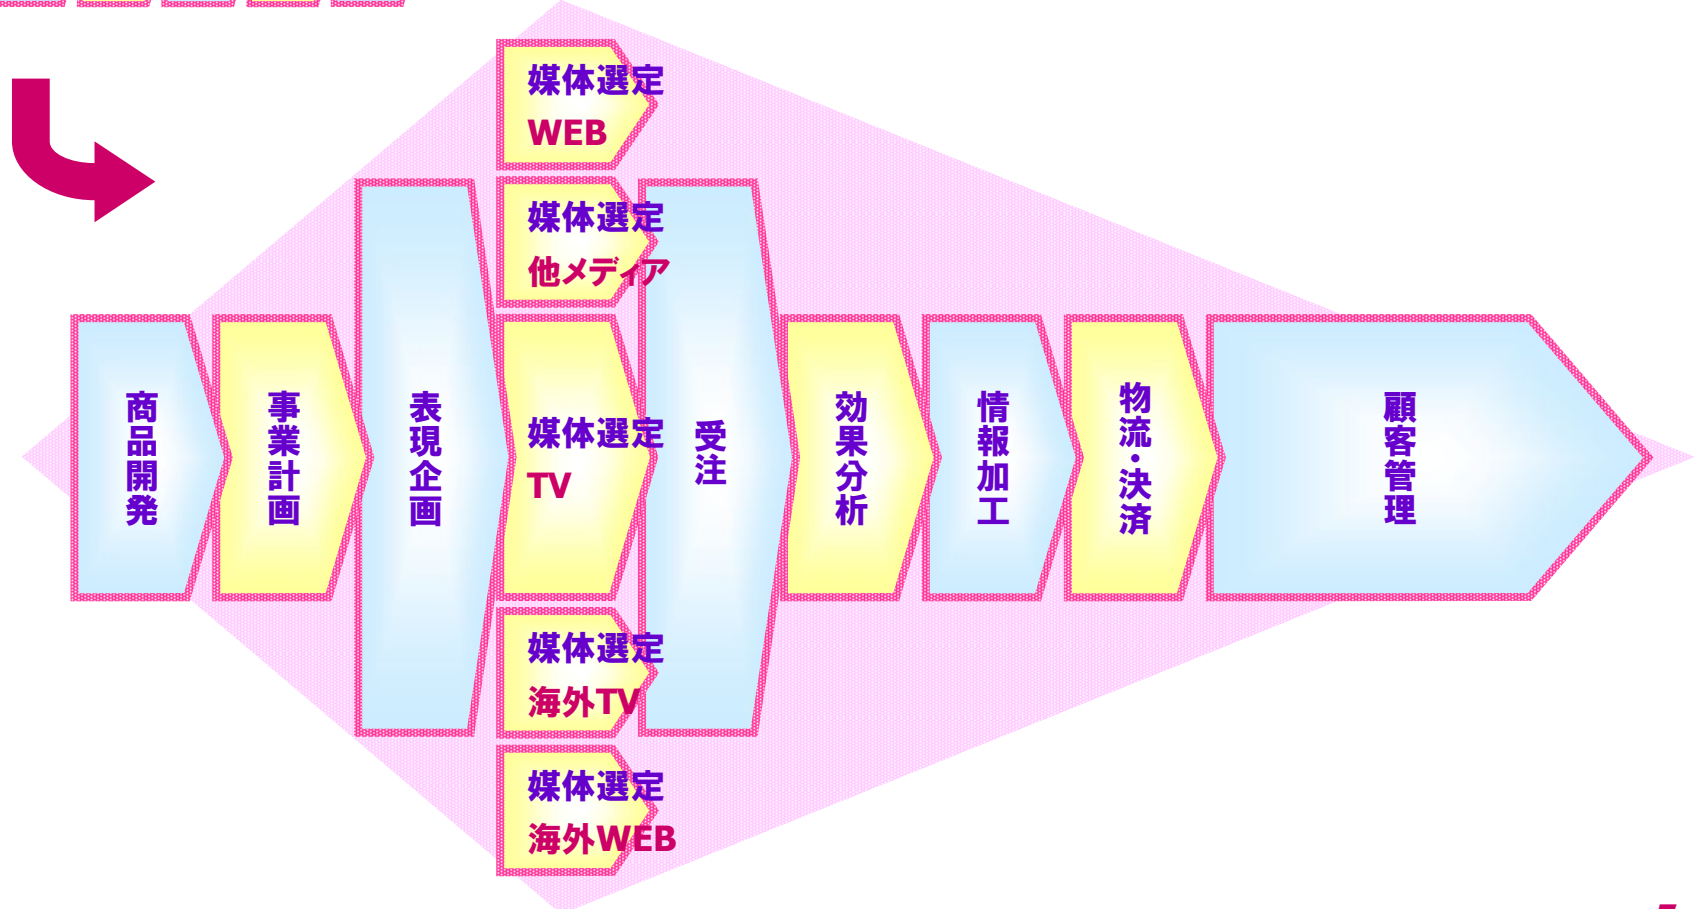 商品開発
事業計画
表現企画
媒体選定
WEB
媒体選定
他メディア
媒体選定
TV
媒体選定
海外TV
媒体選定
海外WEB
受注
効果分析
情報加工
物流・決済
顧客管理